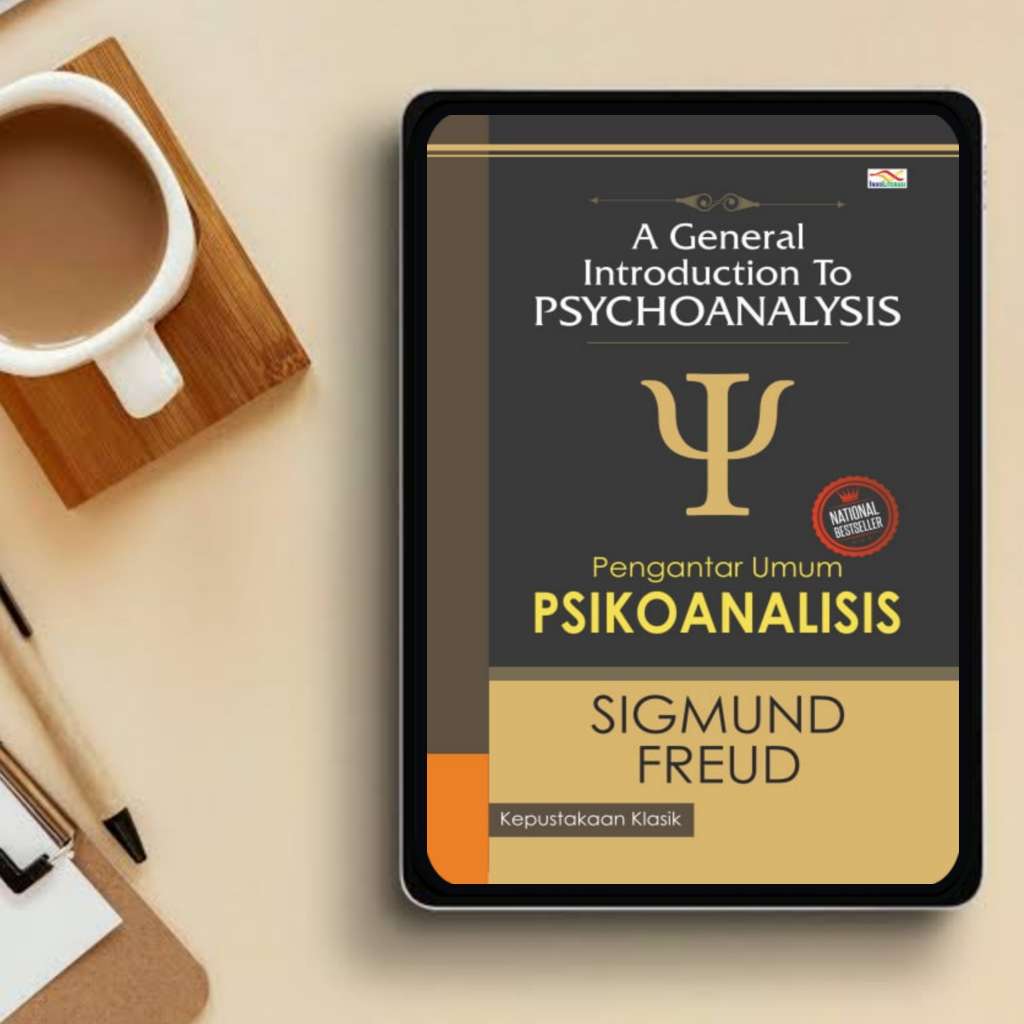 A General
Introduction To
PSYCHOANALYSIS
Ψ
NATIONAL
BESTSELLER
Pengantar Umum
PSIKOANALISIS
SIGMUND
FREUD
Kepustakaan Klasik